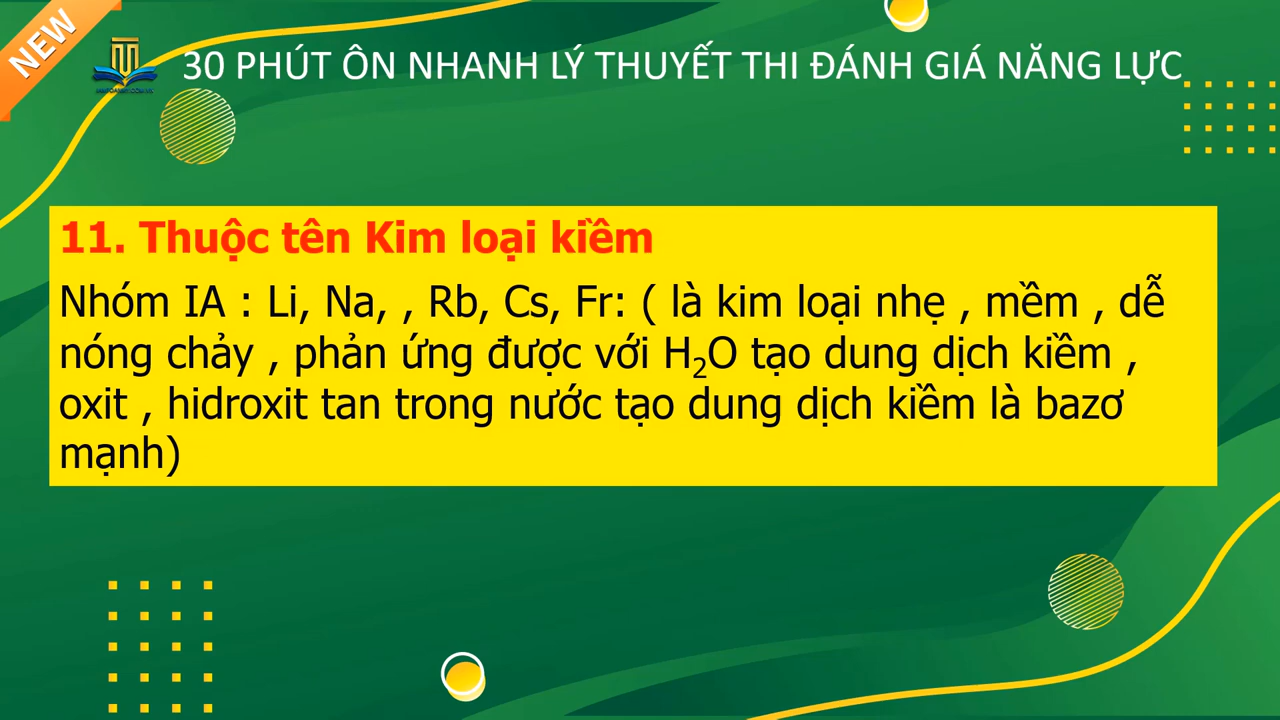 NEW
30 PHÚT ÔN NHANH LÝ THUYẾT THI ĐÁNH GIÁ NĂNG LỰC
11. Thuộc tên Kim loại kiềm
Nhóm IA : Li, Na, , Rb, Cs, Fr: ( là kim loại nhẹ , mềm , dễ
nóng chảy , phản ứng được với H₂O tạo dung dịch kiềm ,
oxit , hidroxit tan trong nước tạo dung dịch kiềm là bazơ
mạnh)